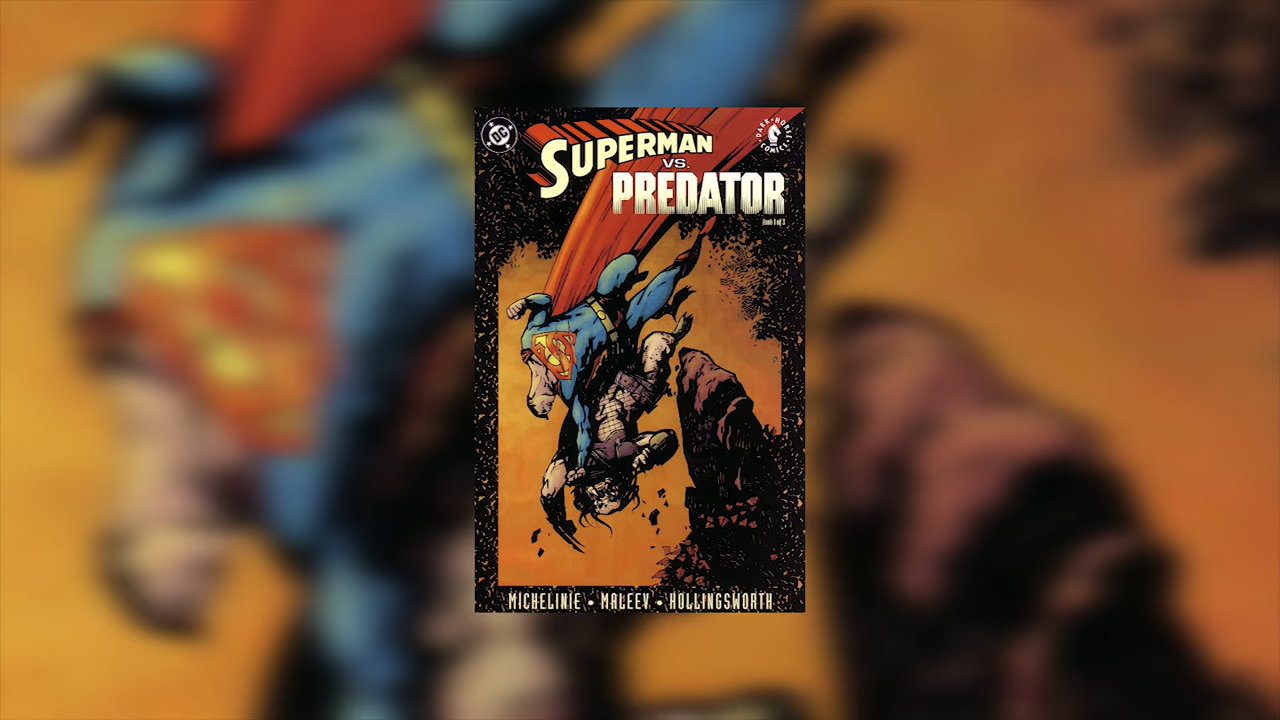 DC
SUPERMAN
VS.
PREDATOR
DARK HORSE
COMICS
MICHELINIE • MALEEV • HOLLINGSWORTH